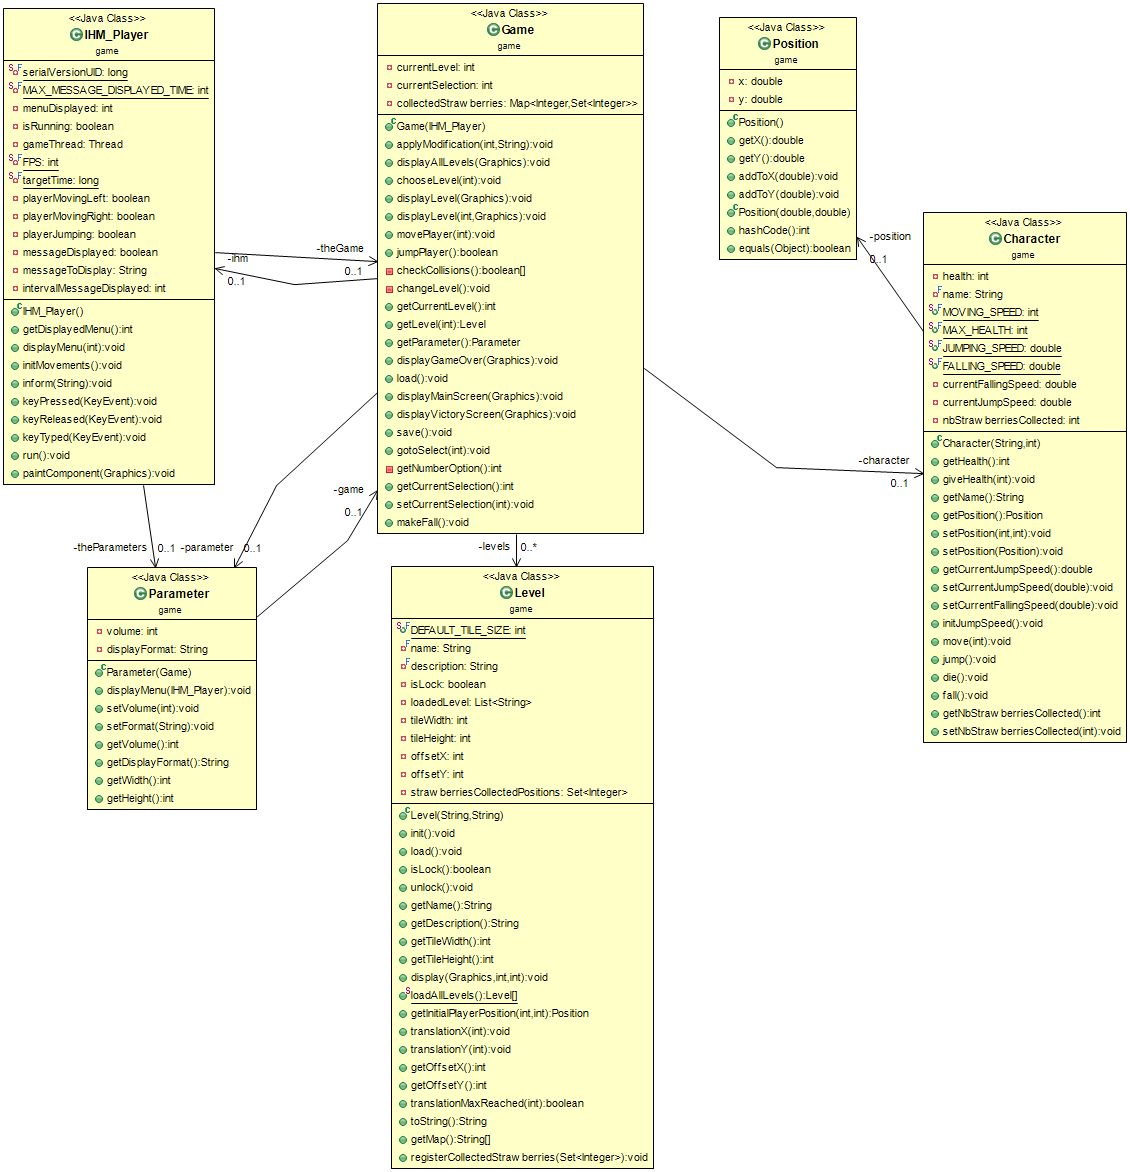 <<Java Class>>
IHM_Player
game
serialVersionUID: long
MAX_MESSAGE_DISPLAYED_TIME: int
menuDisplayed: int
isRunning: boolean
gameThread: Thread
FPS: int
targetTime: long
playerMovingLeft: boolean
playerMovingRight: boolean
playerJumping: boolean
messageDisplayed: boolean
messageToDisplay: String
intervalMessageDisplayed: int
IHM_Player()
getDisplayedMenu():int
displayMenu(int):void
initMovements():void
inform(String):void
keyPressed(KeyEvent):void
keyReleased(KeyEvent):void
keyTyped(KeyEvent):void
run():void
paintComponent(Graphics):void
-theGame
0..1
-ihm
0..1
<<Java Class>>
Game
game
currentLevel: int
currentSelection: int
collectedStraw berries: Map<Integer,Set<Integer>>
Game(IHM_Player)
applyModification(int,String):void
displayAllLevels(Graphics):void
chooseLevel(int):void
displayLevel(Graphics):void
displayLevel(int,Graphics):void
movePlayer(int):void
jumpPlayer():boolean
checkCollisions():boolean[]
changeLevel():void
getCurrentLevel():int
getLevel(int):Level
getParameter():Parameter
displayGameOver(Graphics):void
load():void
displayMainScreen(Graphics):void
displayVictoryScreen(Graphics):void
save():void
gotoSelect(int):void
getNumberOption():int
getCurrentSelection():int
setCurrentSelection(int):void
makeFall():void
<<Java Class>>
Position
game
x: double
y: double
Position()
getX():double
getY():double
addToX(double):void
addToY(double):void
Position(double,double)
hashCode():int
equals(Object):boolean
-position
0..1
<<Java Class>>
Character
game
health: int
name: String
MOVING_SPEED: int
MAX_HEALTH: int
JUMPING_SPEED: double
FALLING_SPEED: double
currentFallingSpeed: double
currentJumpSpeed: double
nbStraw berriesCollected: int
Character(String,int)
getHealth():int
giveHealth(int):void
getName():String
getPosition():Position
setPosition(int,int):void
setPosition(Position):void
getCurrentJumpSpeed():double
setCurrentJumpSpeed(double):void
setCurrentFallingSpeed(double):void
initJumpSpeed():void
move(int):void
jump():void
die():void
fall():void
getNbStraw berriesCollected():int
setNbStraw berriesCollected(int):void
-character
0..1
-game
0..1
-theParameters
0..1
-parameter
0..1
-levels
0..*
<<Java Class>>
Parameter
game
volume: int
displayFormat: String
Parameter(Game)
displayMenu(IHM_Player):void
setVolume(int):void
setFormat(String):void
getVolume():int
getDisplayFormat():String
getWidth():int
getHeight():int
<<Java Class>>
Level
game
DEFAULT_TILE_SIZE: int
name: String
description: String
isLock: boolean
loadedLevel: List<String>
tileWidth: int
tileHeight: int
offsetX: int
offsetY: int
straw berriesCollectedPositions: Set<Integer>
Level(String,String)
init():void
load():void
isLock():boolean
unlock():void
getName():String
getDescription():String
getTileWidth():int
getTileHeight():int
display(Graphics,int,int):void
loadAllLevels():Level[]
getInitialPlayerPosition(int,int):Position
translationX(int):void
translationY(int):void
getOffsetX():int
getOffsetY():int
translationMaxReached(int):boolean
toString():String
getMap():String[]
registerCollectedStraw berries(Set<Integer>):void